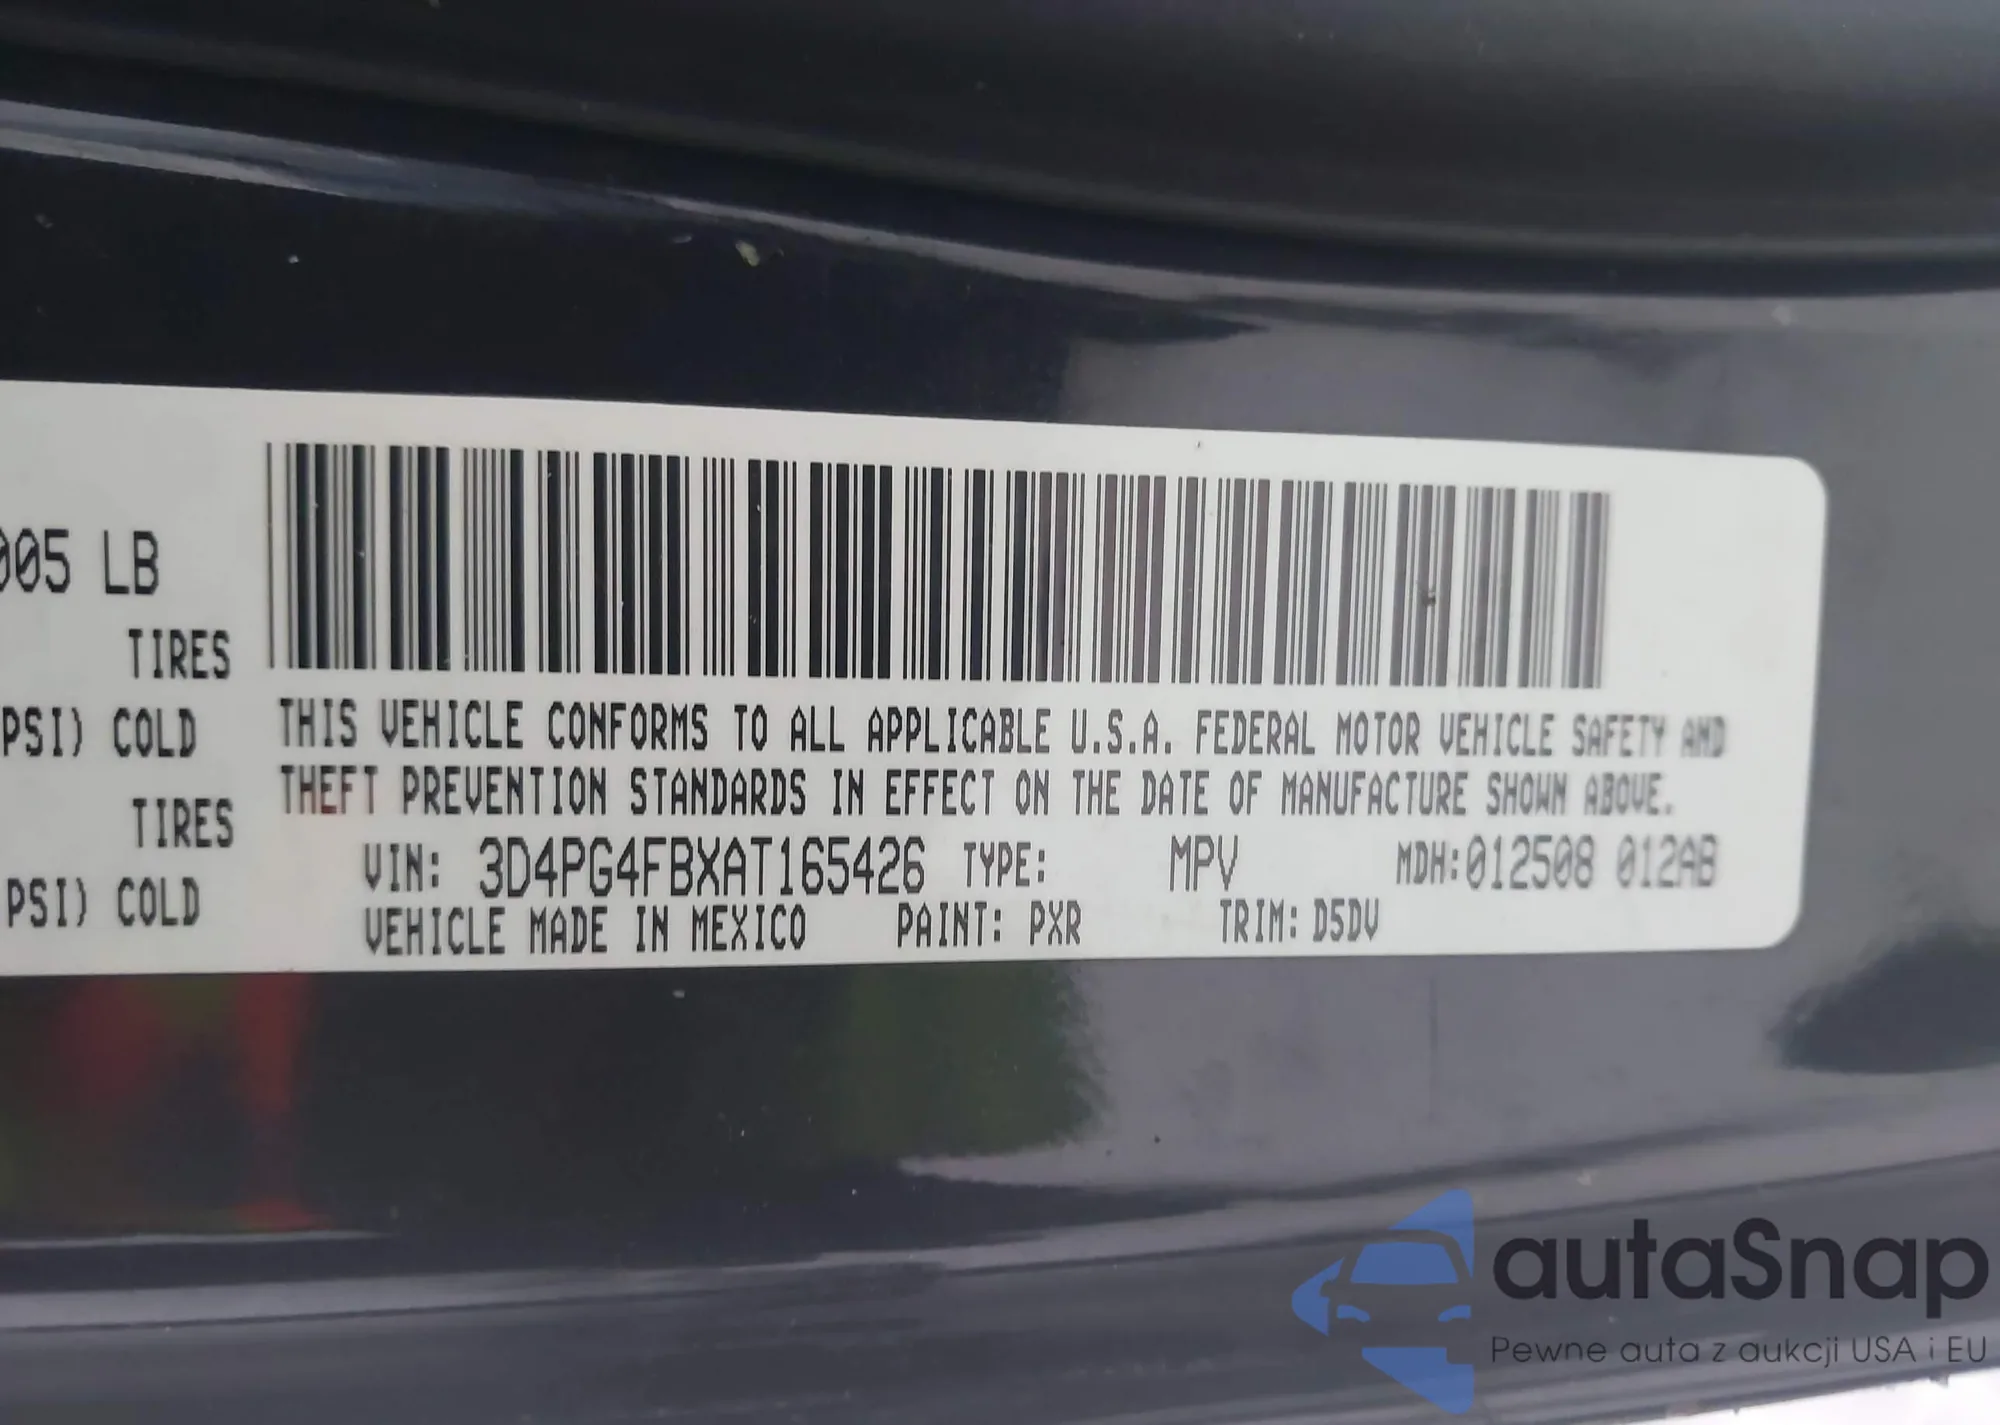 005 LB
TIRES
PSI) COLD
TIRES
PSI) COLD
THIS VEHICLE CONFORMS TO ALL APPLICABLE U.S.A. FEDERAL MOTOR VEHICLE SAFETY AND
THEFT PREVENTION STANDARDS IN EFFECT ON THE DATE OF MANUFACTURE SHOWN ABOVE.
VIN: 3D4PG4FBXAT165426 TYPE: MPV MDH:012508 012AB
VEHICLE MADE IN MEXICO PAINT: PXR TRIM: D5DV
autaSnap
Pewne auta z aukcji USA i EU